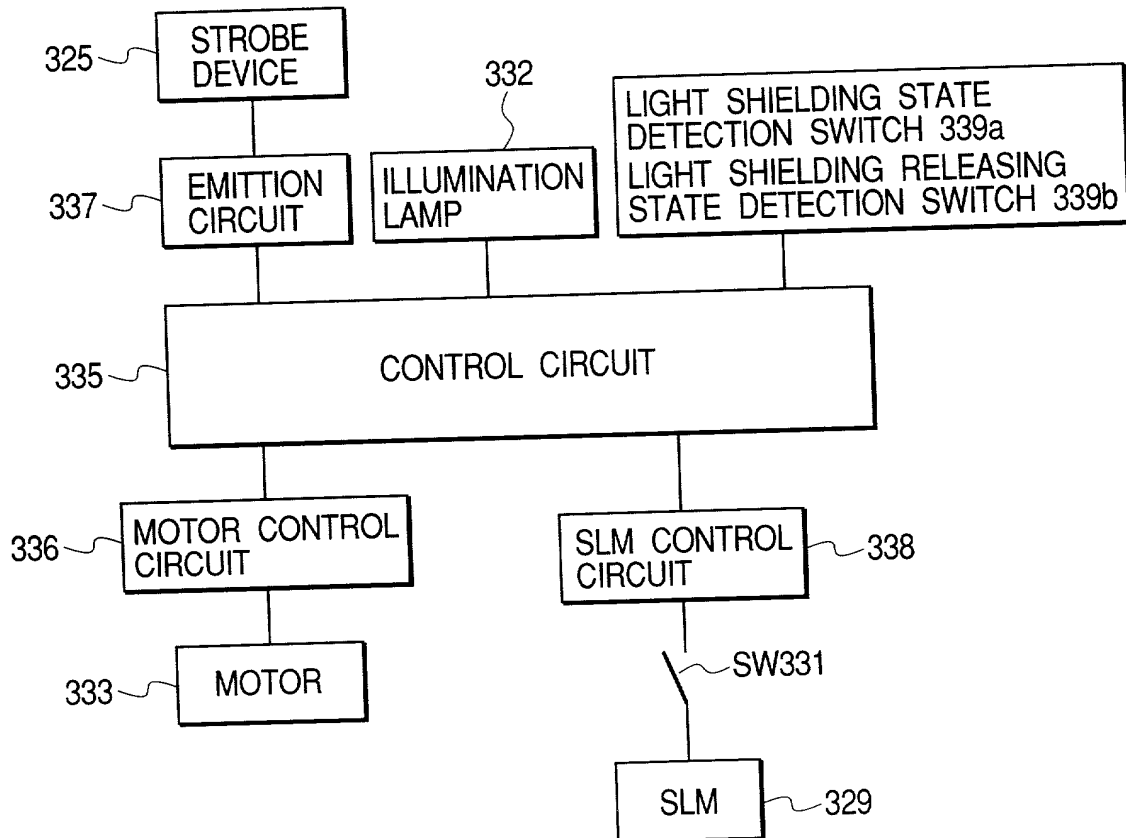 325
STROBE
DEVICE
332
337
EMITTION
CIRCUIT
ILLUMINATION
LAMP
LIGHT SHIELDING STATE
DETECTION SWITCH 339a
LIGHT SHIELDING RELEASING
STATE DETECTION SWITCH 339b
335
CONTROL CIRCUIT
336
MOTOR CONTROL
CIRCUIT
SLM CONTROL
CIRCUIT
338
333
MOTOR
SW331
SLM
329